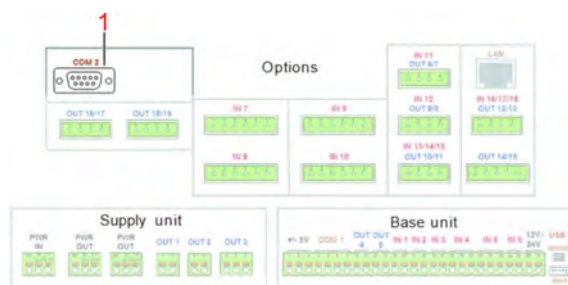 1
COM 2
Options
IN 11
OUT 6/7
LAN
OUT 16/17
OUT 18/19
IN 7
IN 9
IN 12
OUT 8/9
IN 16/17/18
OUT 12/13
IN 8
IN 10
IN 13/14/15
OUT 10/11
OUT 14/15
Supply unit
Base unit
PWR IN
PWR OUT
PWR OUT
OUT 1
OUT 2
OUT 3
+/- 5V
COM 1
OUT 4
OUT 5
IN 1
IN 2
IN 3
IN 4
IN 5
IN 6
12V/ 24V
USB